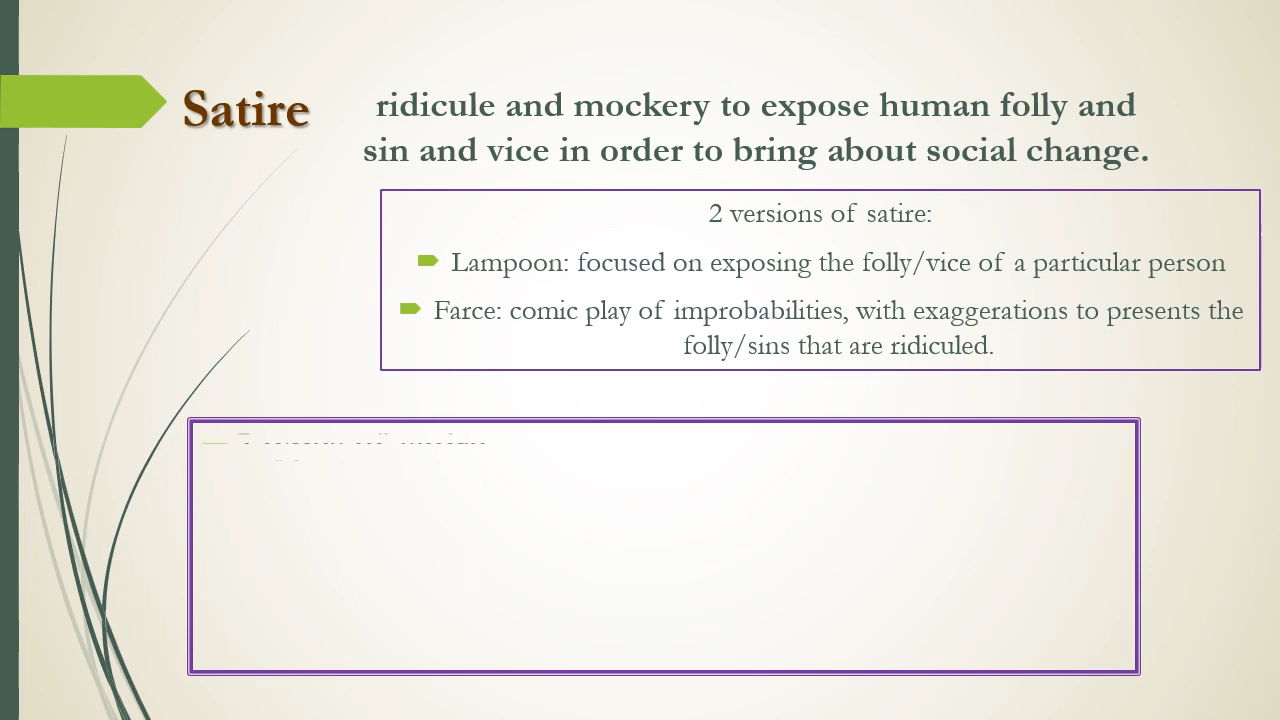 Satire
ridicule and mockery to expose human folly and
sin and vice in order to bring about social change.
2 versions of satire:
Lampoon: focused on exposing the folly/vice of a particular person
Farce: comic play of improbabilities, with exaggerations to presents the
folly/sins that are ridiculed.